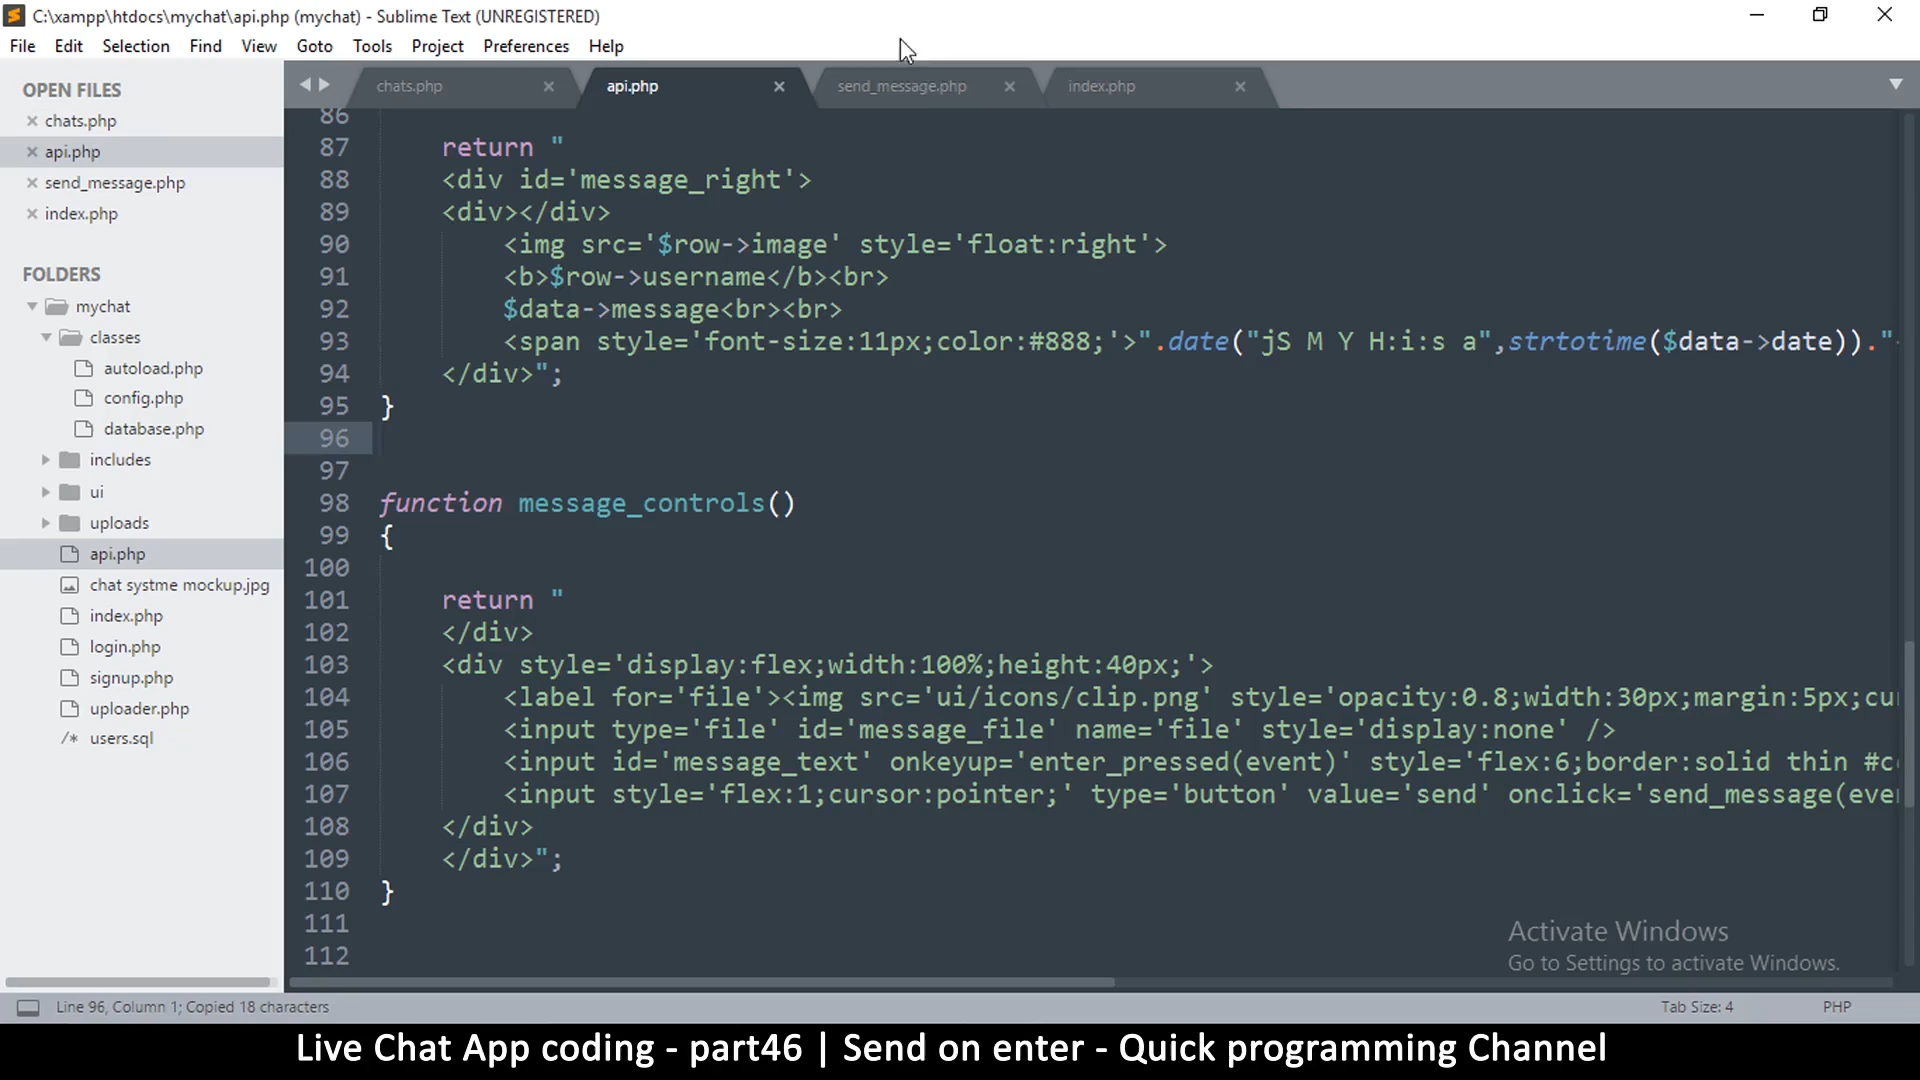 C:\xampp\htdocs\mychat\api.php (mychat) - Sublime Text (UNREGISTERED)
File Edit Selection Find View Goto Tools Project Preferences Help
OPEN FILES
chats.php
api.php
send_message.php
index.php
FOLDERS
mychat
classes
autoload.php
config.php
database.php
includes
ui
uploads
api.php
chat systme mockup.jpg
index.php
login.php
signup.php
uploader.php
/* users.sql
chats.php api.php send_message.php index.php
86
87 return "
88 <div id='message_right'>
89 <div></div>
90 <img src='$row->image' style='float:right'>
91 <b>$row->username</b><br>
92 $data->message<br><br>
93 <span style='font-size:11px;color:#888;'>".date("jS M Y H:i:s a",strtotime($data->date))."
94 </div>";
95 }
96
97
98 function message_controls()
99 {
100
101 return "
102 </div>
103 <div style='display:flex;width:100%;height:40px;'>
104 <label for='file'><img src='ui/icons/clip.png' style='opacity:0.8;width:30px;margin:5px;cu
105 <input type='file' id='message_file' name='file' style='display:none' />
106 <input id='message_text' onkeyup='enter_pressed(event)' style='flex:6;border:solid thin #c
107 <input style='flex:1;cursor:pointer;' type='button' value='send' onclick='send_message(eve
108 </div>
109 </div>";
110 }
111
112
Activate Windows
Go to Settings to activate Windows.
Line 96, Column 1; Copied 18 characters
Tab Size: 4 PHP
Live Chat App coding - part46 | Send on enter - Quick programming Channel